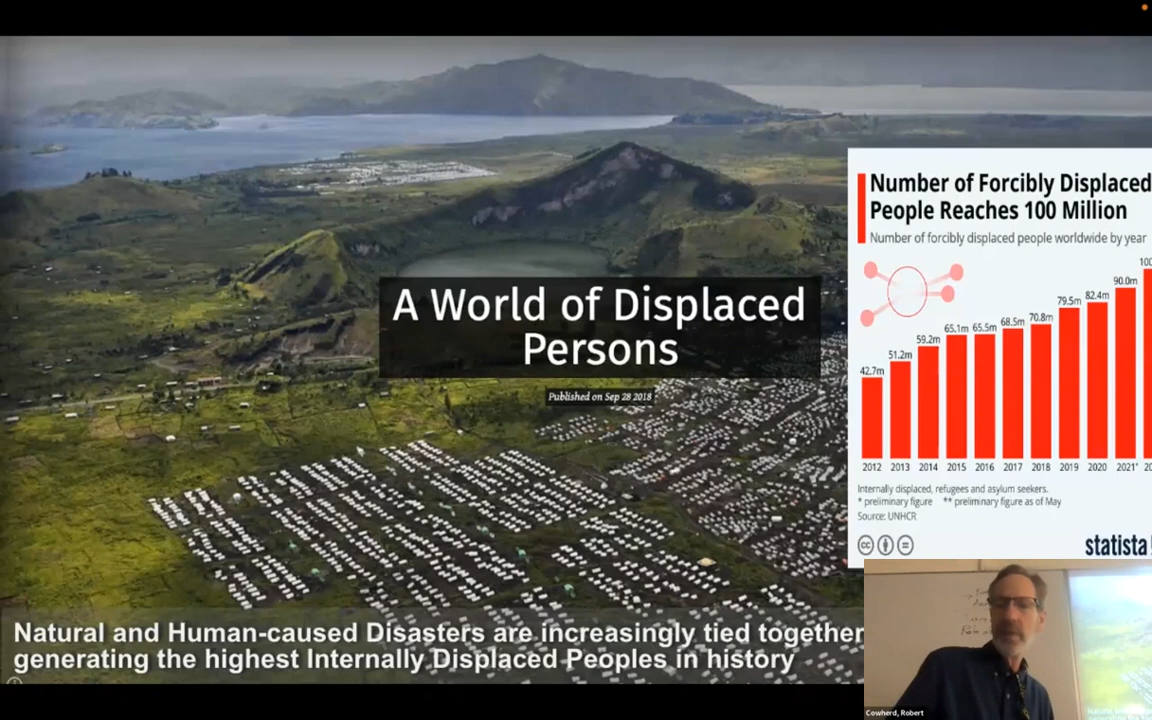 A World of Displaced
Persons
Published on Sep 28 2018
Number of Forcibly Displaced
People Reaches 100 Million
Number of forcibly displaced people worldwide by year
42.7m
51.2m
59.2m
65.1m
65.5m
68.5m
70.8m
79.5m
82.4m
90.0m
100
2012 2013 2014 2015 2016 2017 2018 2019 2020 2021* 20
Internally displaced, refugees and asylum seekers.
* preliminary figure ** preliminary figure as of May
Source: UNHCR
statista
Natural and Human-caused Disasters are increasingly tied together
generating the highest Internally Displaced Peoples in history
Cowherd, Robert